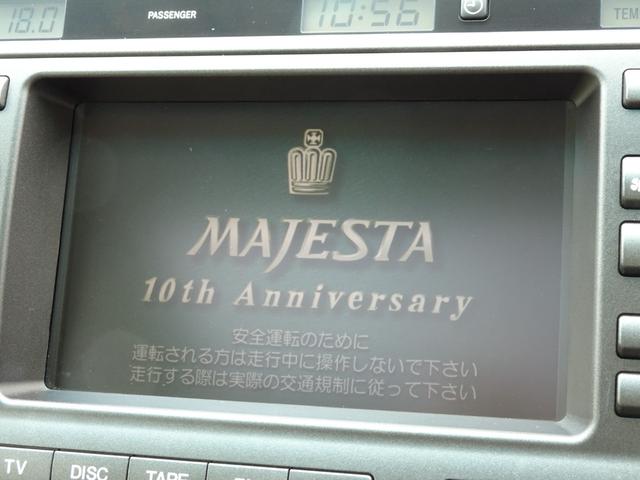 18.0 PASSENGER 10:56 TEM
MAJESTA
10th Anniversary
安全運転のために
運転される方は走行中に操作しないで下さい
走行する際は実際の交通規制に従って下さい
TV DISC TAPE